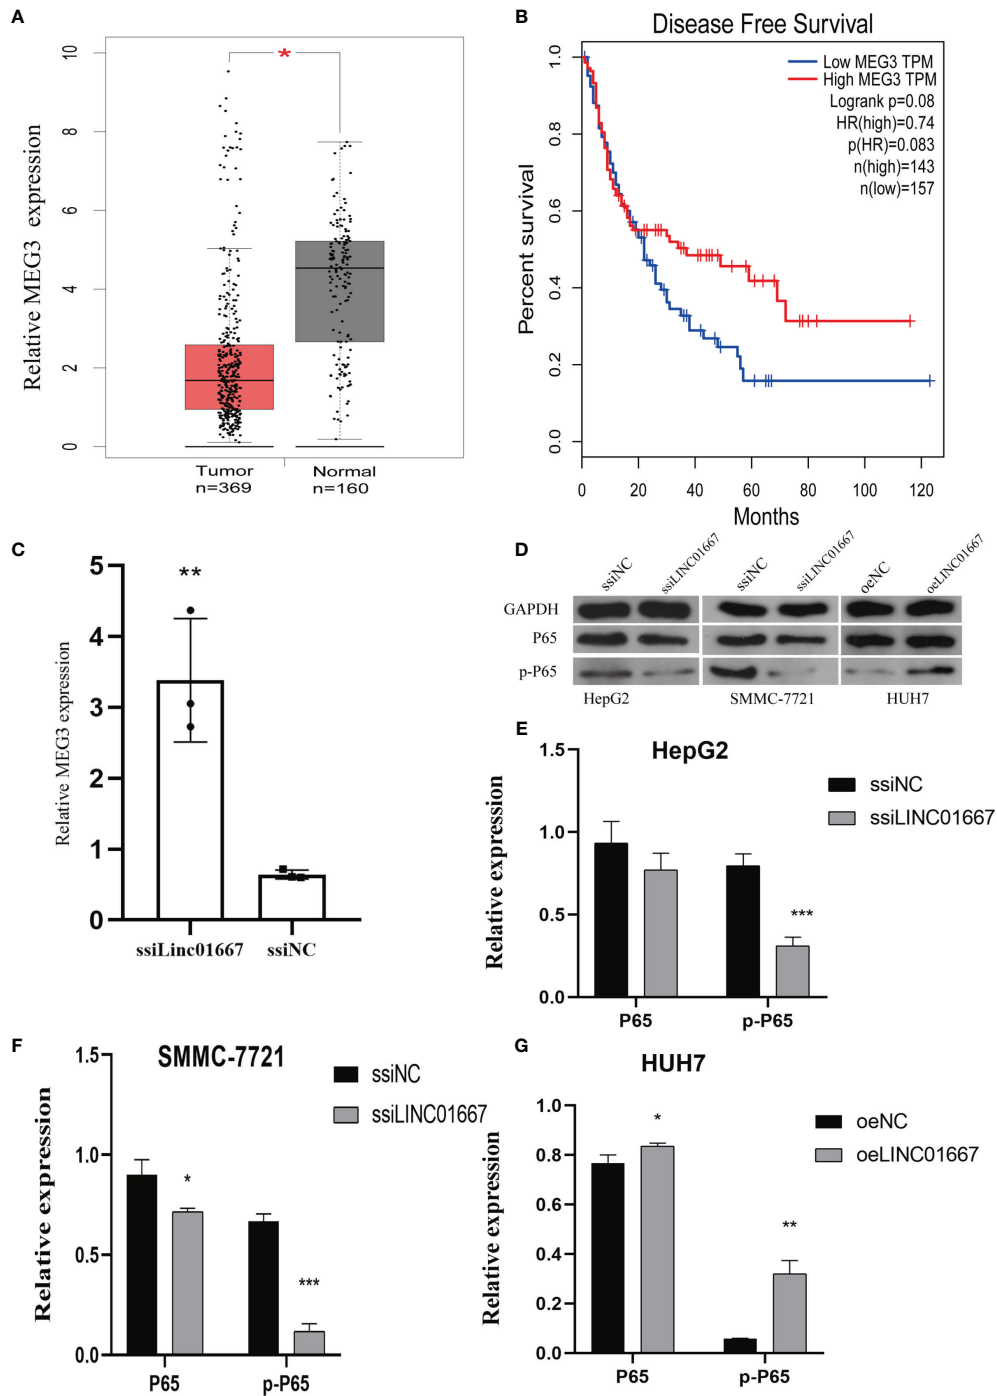 A
Relative MEG3 expression
10
8
6
4
2
0
*
Tumor
n=369
Normal
n=160
B
Disease Free Survival
Percent survival
1.0
0.8
0.6
0.4
0.2
0.0
Low MEG3 TPM
High MEG3 TPM
Logrank p=0.08
HR(high)=0.74
p(HR)=0.083
n(high)=143
n(low)=157
0 20 40 60 80 100 120
Months
C
Relative MEG3 expression
5
4
3
2
1
0
**
ssiLinc01667 ssiNC
D
ssiNC ssiLINC01667 ssiNC ssiLINC01667 oeNC oeLINC01667
GAPDH
P65
p-P65
HepG2 SMMC-7721 HUH7
E
HepG2
Relative expression
1.5
1.0
0.5
0.0
ssiNC
ssiLINC01667
***
P65 p-P65
F
SMMC-7721
Relative expression
1.5
1.0
0.5
0.0
ssiNC
ssiLINC01667
*
***
P65 p-P65
G
HUH7
Relative expression
1.0
0.8
0.6
0.4
0.2
0.0
oeNC
oeLINC01667
*
**
P65 p-P65